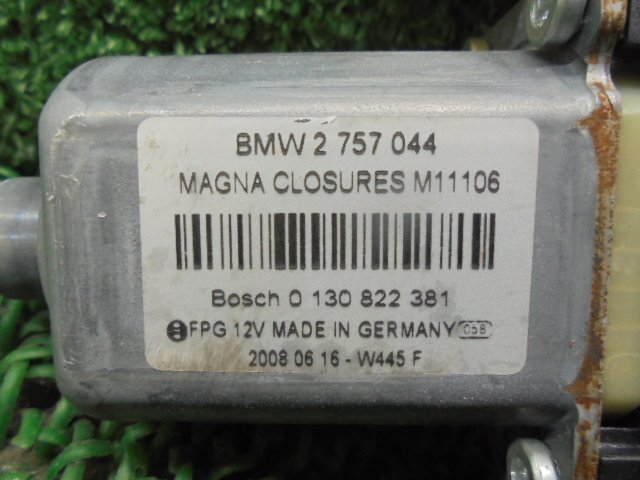 BMW 2 757 044
MAGNA CLOSURES M11106
Bosch 0 130 822 381
FPG 12V MADE IN GERMANY 058
2008 06 16 - W445 F